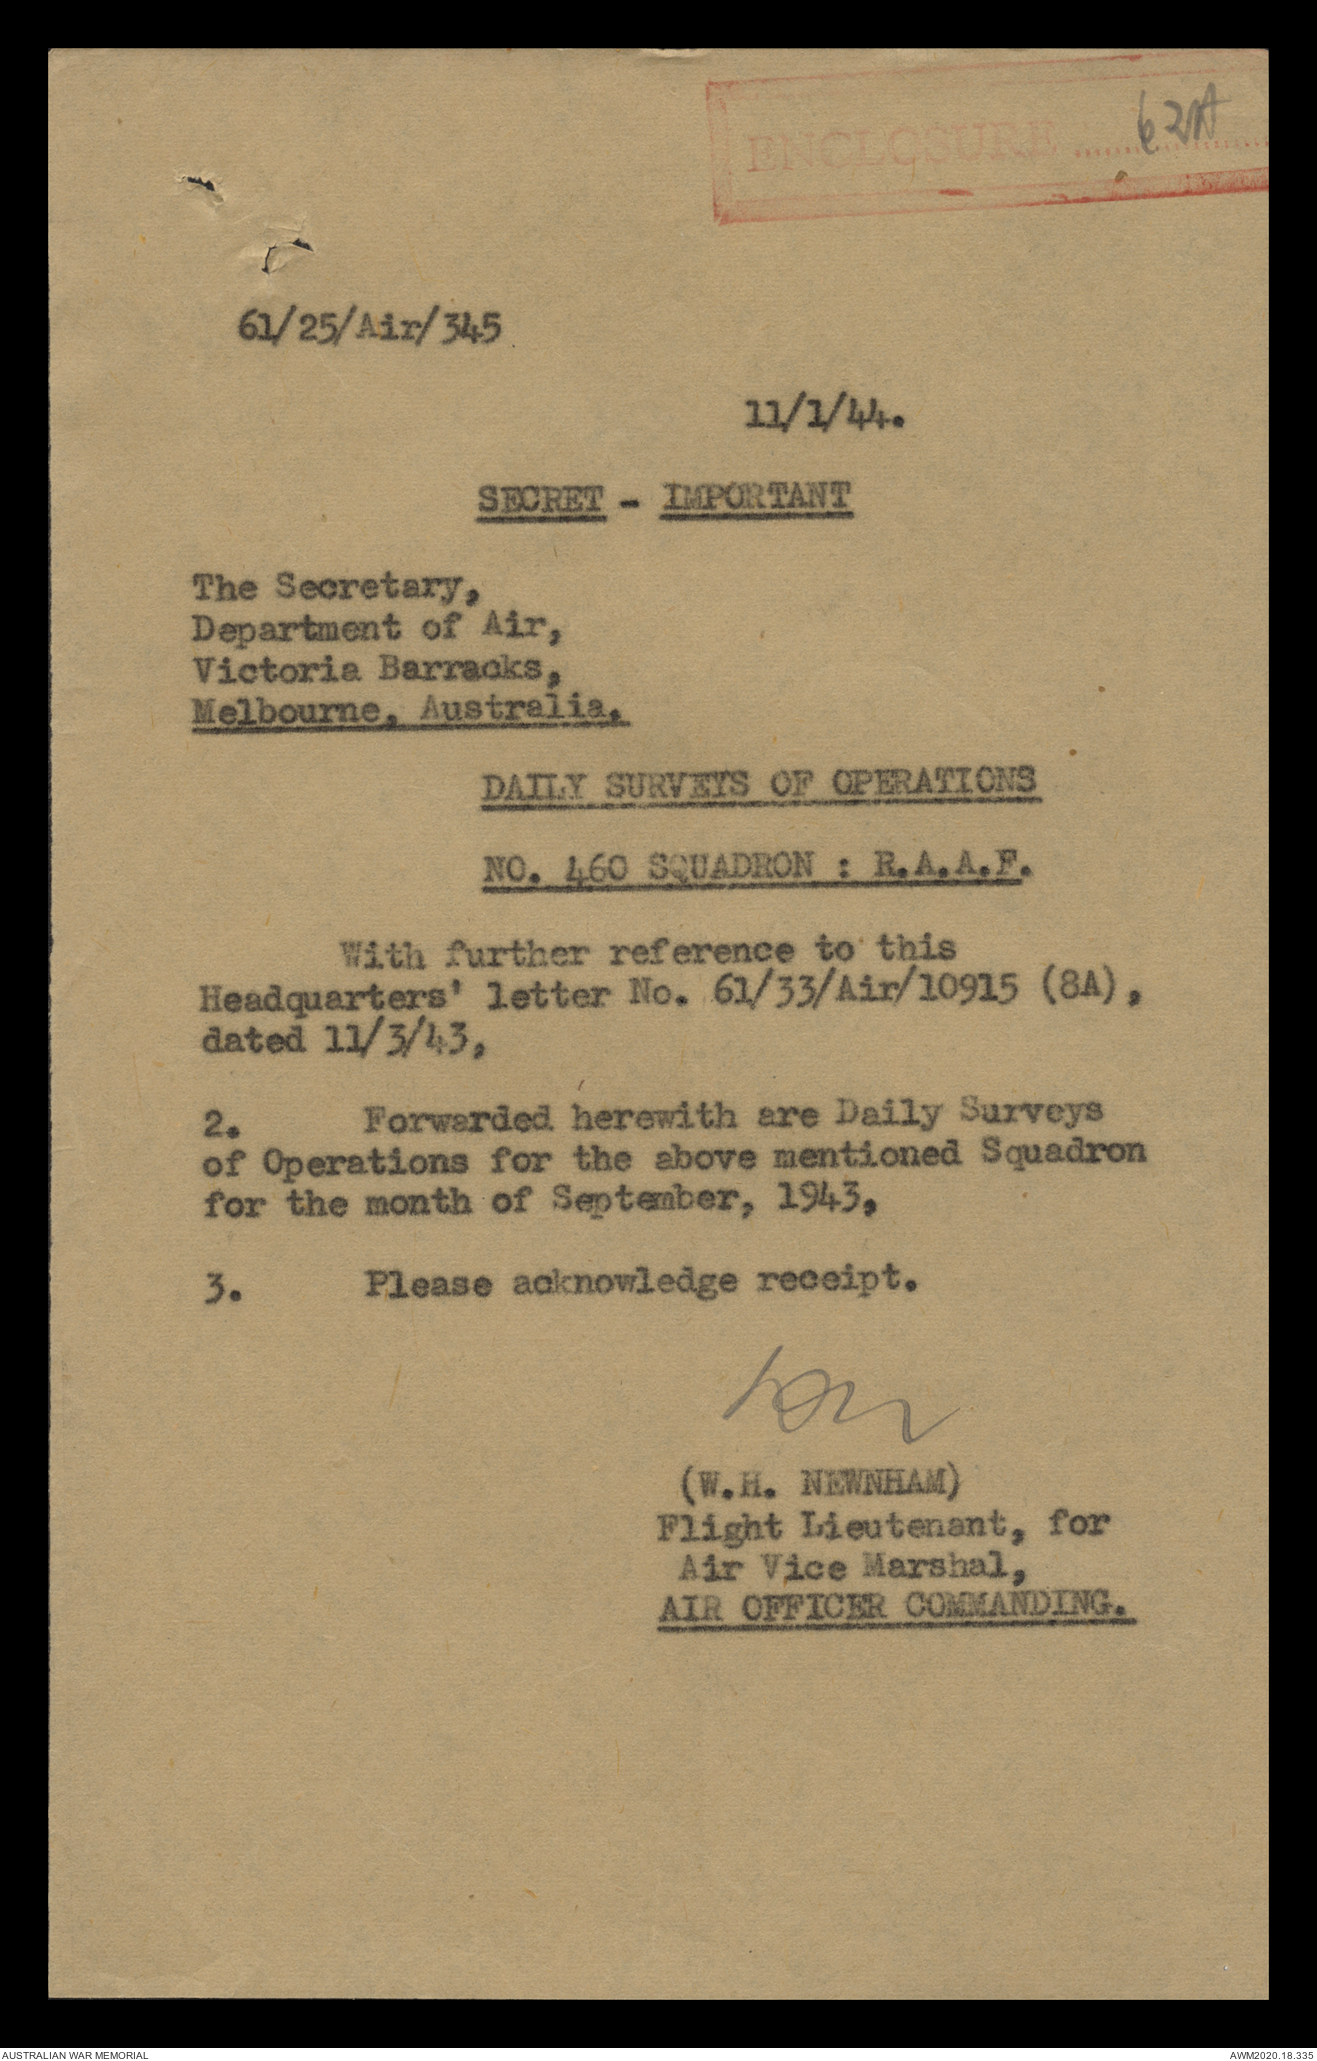 ENCLOSURE ........ 62A
61/25/Air/345
11/1/44.
SECRET - IMPORTANT
The Secretary,
Department of Air,
Victoria Barracks,
Melbourne, Australia.
DAILY SURVEYS OF OPERATIONS
NO. 460 SQUADRON : R.A.A.F.
With further reference to this
Headquarters' letter No. 61/33/Air/10915 (8A),
dated 11/3/43,
2. Forwarded herewith are Daily Surveys
of Operations for the above mentioned Squadron
for the month of September, 1943,
3. Please acknowledge receipt.
(W.H. NEWNHAM)
Flight Lieutenant, for
Air Vice Marshal,
AIR OFFICER COMMANDING.
AUSTRALIAN WAR MEMORIAL
AWM2020.18.335